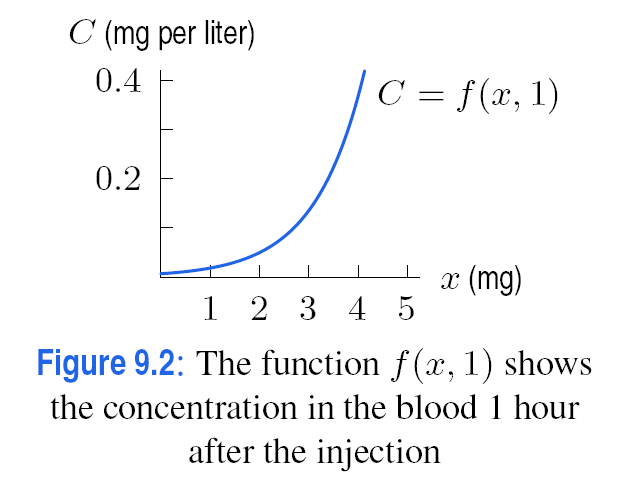 C (mg per liter)
0.4
C = f(x, 1)
0.2
x (mg)
1 2 3 4 5
Figure 9.2: The function f(x, 1) shows
the concentration in the blood 1 hour
after the injection